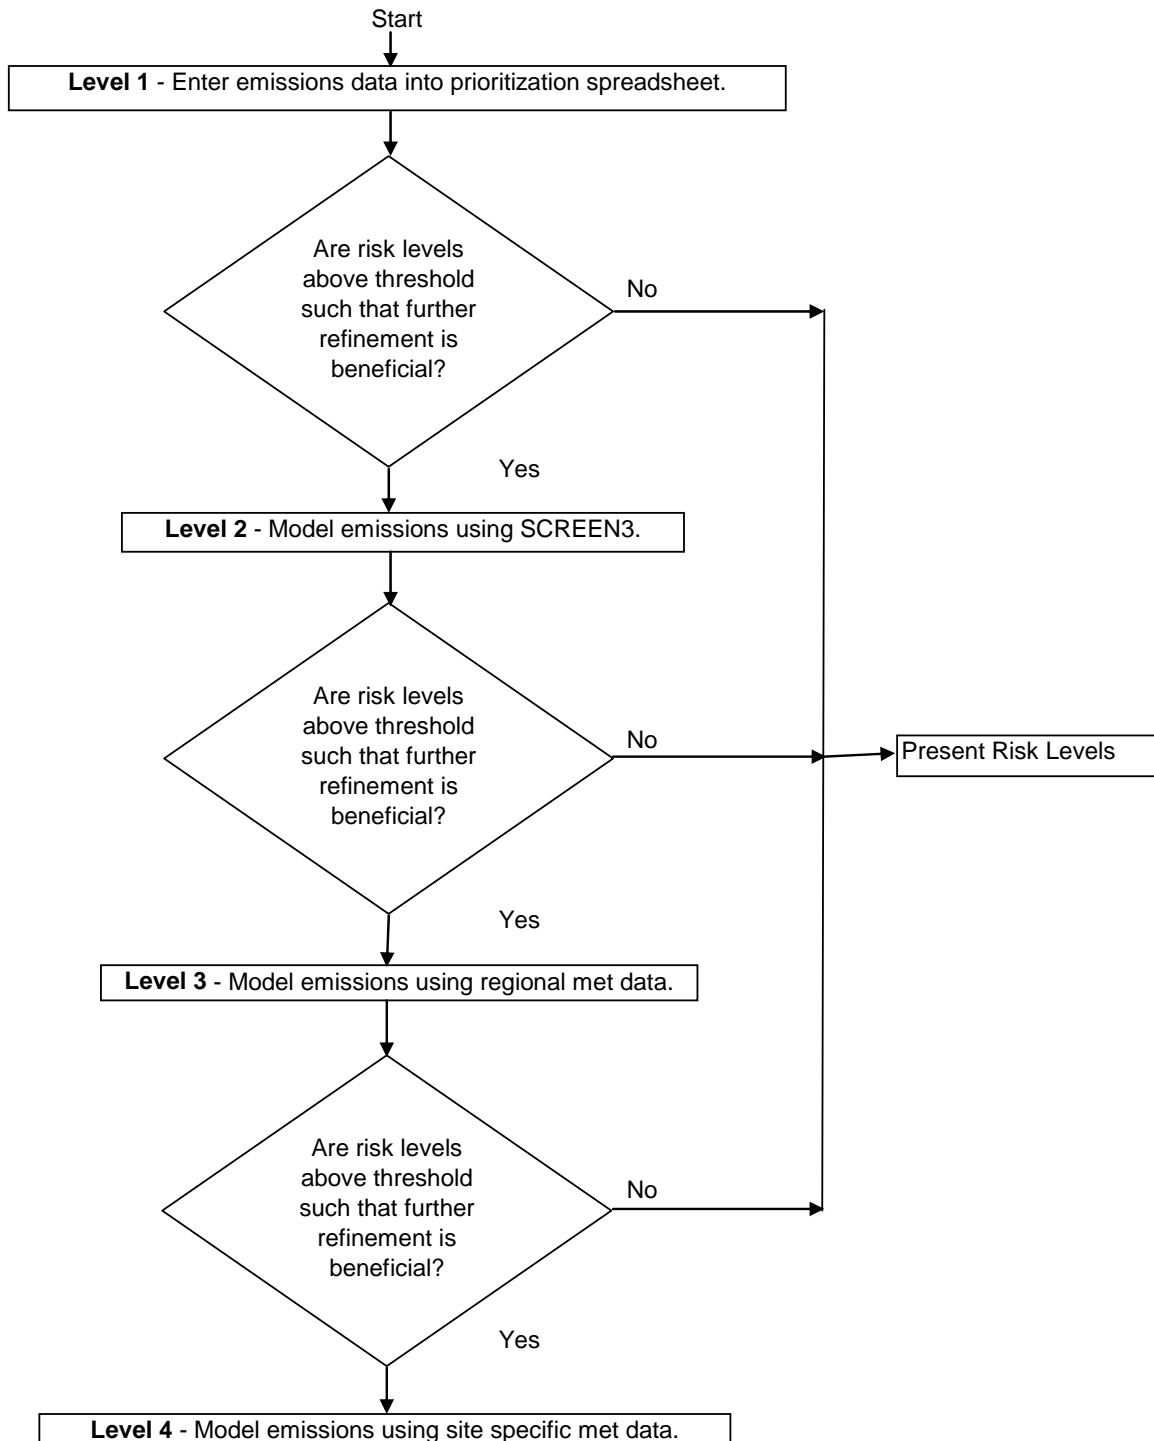 Start
Level 1 - Enter emissions data into prioritization spreadsheet.
Are risk levels
above threshold
such that further
refinement is
beneficial?
No
Yes
Level 2 - Model emissions using SCREEN3.
Are risk levels
above threshold
such that further
refinement is
beneficial?
No
Present Risk Levels
Yes
Level 3 - Model emissions using regional met data.
Are risk levels
above threshold
such that further
refinement is
beneficial?
No
Yes
Level 4 - Model emissions using site specific met data.